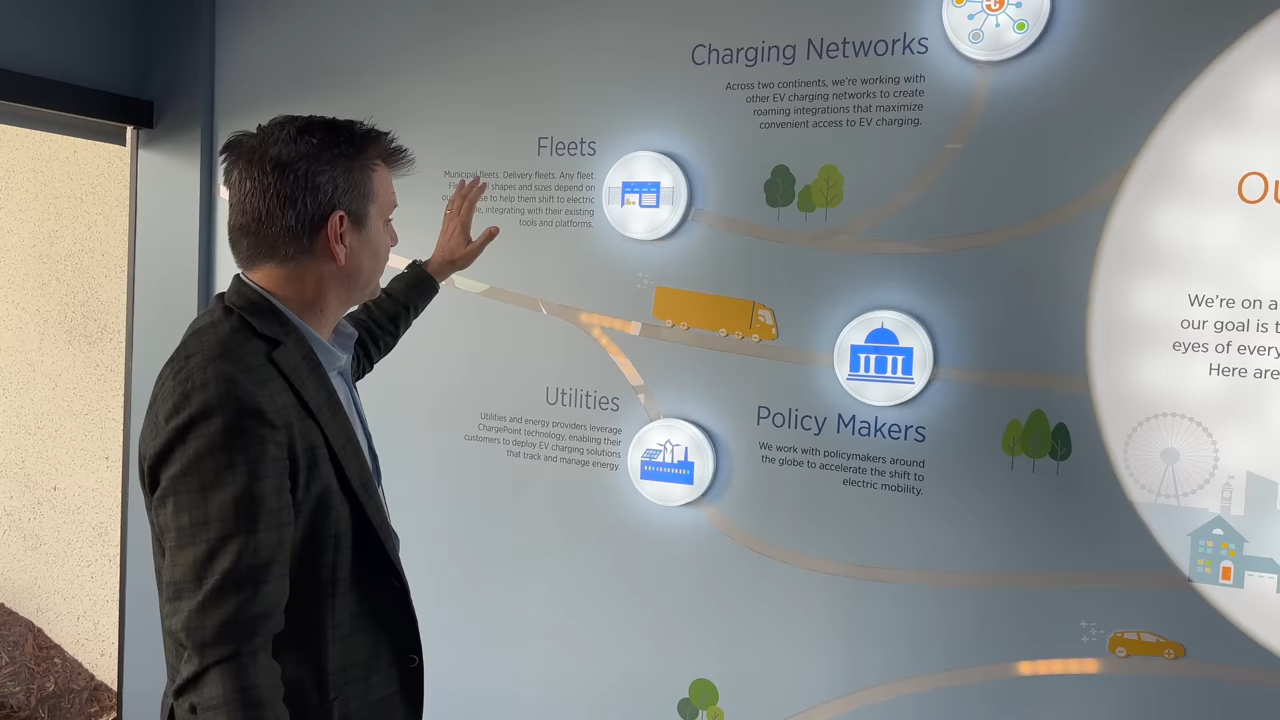 Charging Networks
Across two continents, we're working with
other EV charging networks to create
roaming integrations that maximize
convenient access to EV charging.
Fleets
Municipal fleets. Delivery fleets. Any fleet.
shapes and sizes depend on
to help them shift to electric
integrating with their existing
tools and platforms.
Utilities
Utilities and energy providers leverage
ChargePoint technology, enabling their
customers to deploy EV charging solutions
that track and manage energy.
Policy Makers
We work with policymakers around
the globe to accelerate the shift to
electric mobility.
We're on a
our goal is
eyes of every
Here are